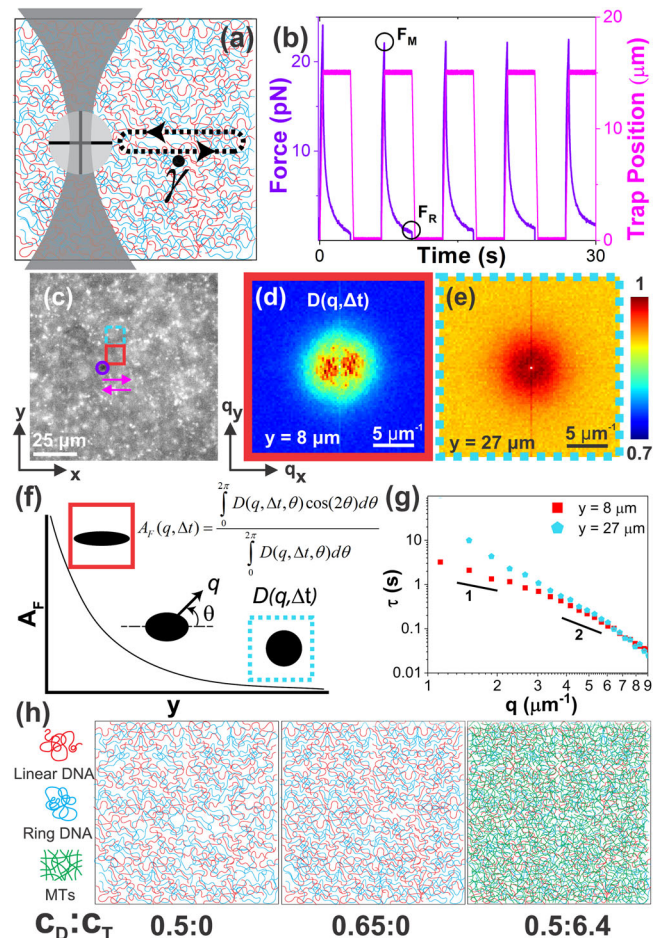 (a)
γ
(b)
Force (pN)
20
10
0
F_M
F_R
0
Time (s)
30
Trap Position (μm)
20
15
10
5
0
(c)
25 μm
y
x
(d)
D(q,Δt)
y = 8 μm
5 μm⁻¹
q_y
q_x
(e)
y = 27 μm
5 μm⁻¹
1
0.7
(f)
A_F(q,Δt) = ∫₀^{2π} D(q,Δt,θ)cos(2θ)dθ / ∫₀^{2π} D(q,Δt,θ)dθ
q
θ
D(q,Δt)
A_F
y
(g)
y = 8 μm
y = 27 μm
τ (s)
100
10
1
0.1
0.01
1
2
1 2 3 4 5 6 7 8 9
q (μm⁻¹)
(h)
Linear DNA
Ring DNA
MTs
c_D:c_T 0.5:0 0.65:0 0.5:6.4